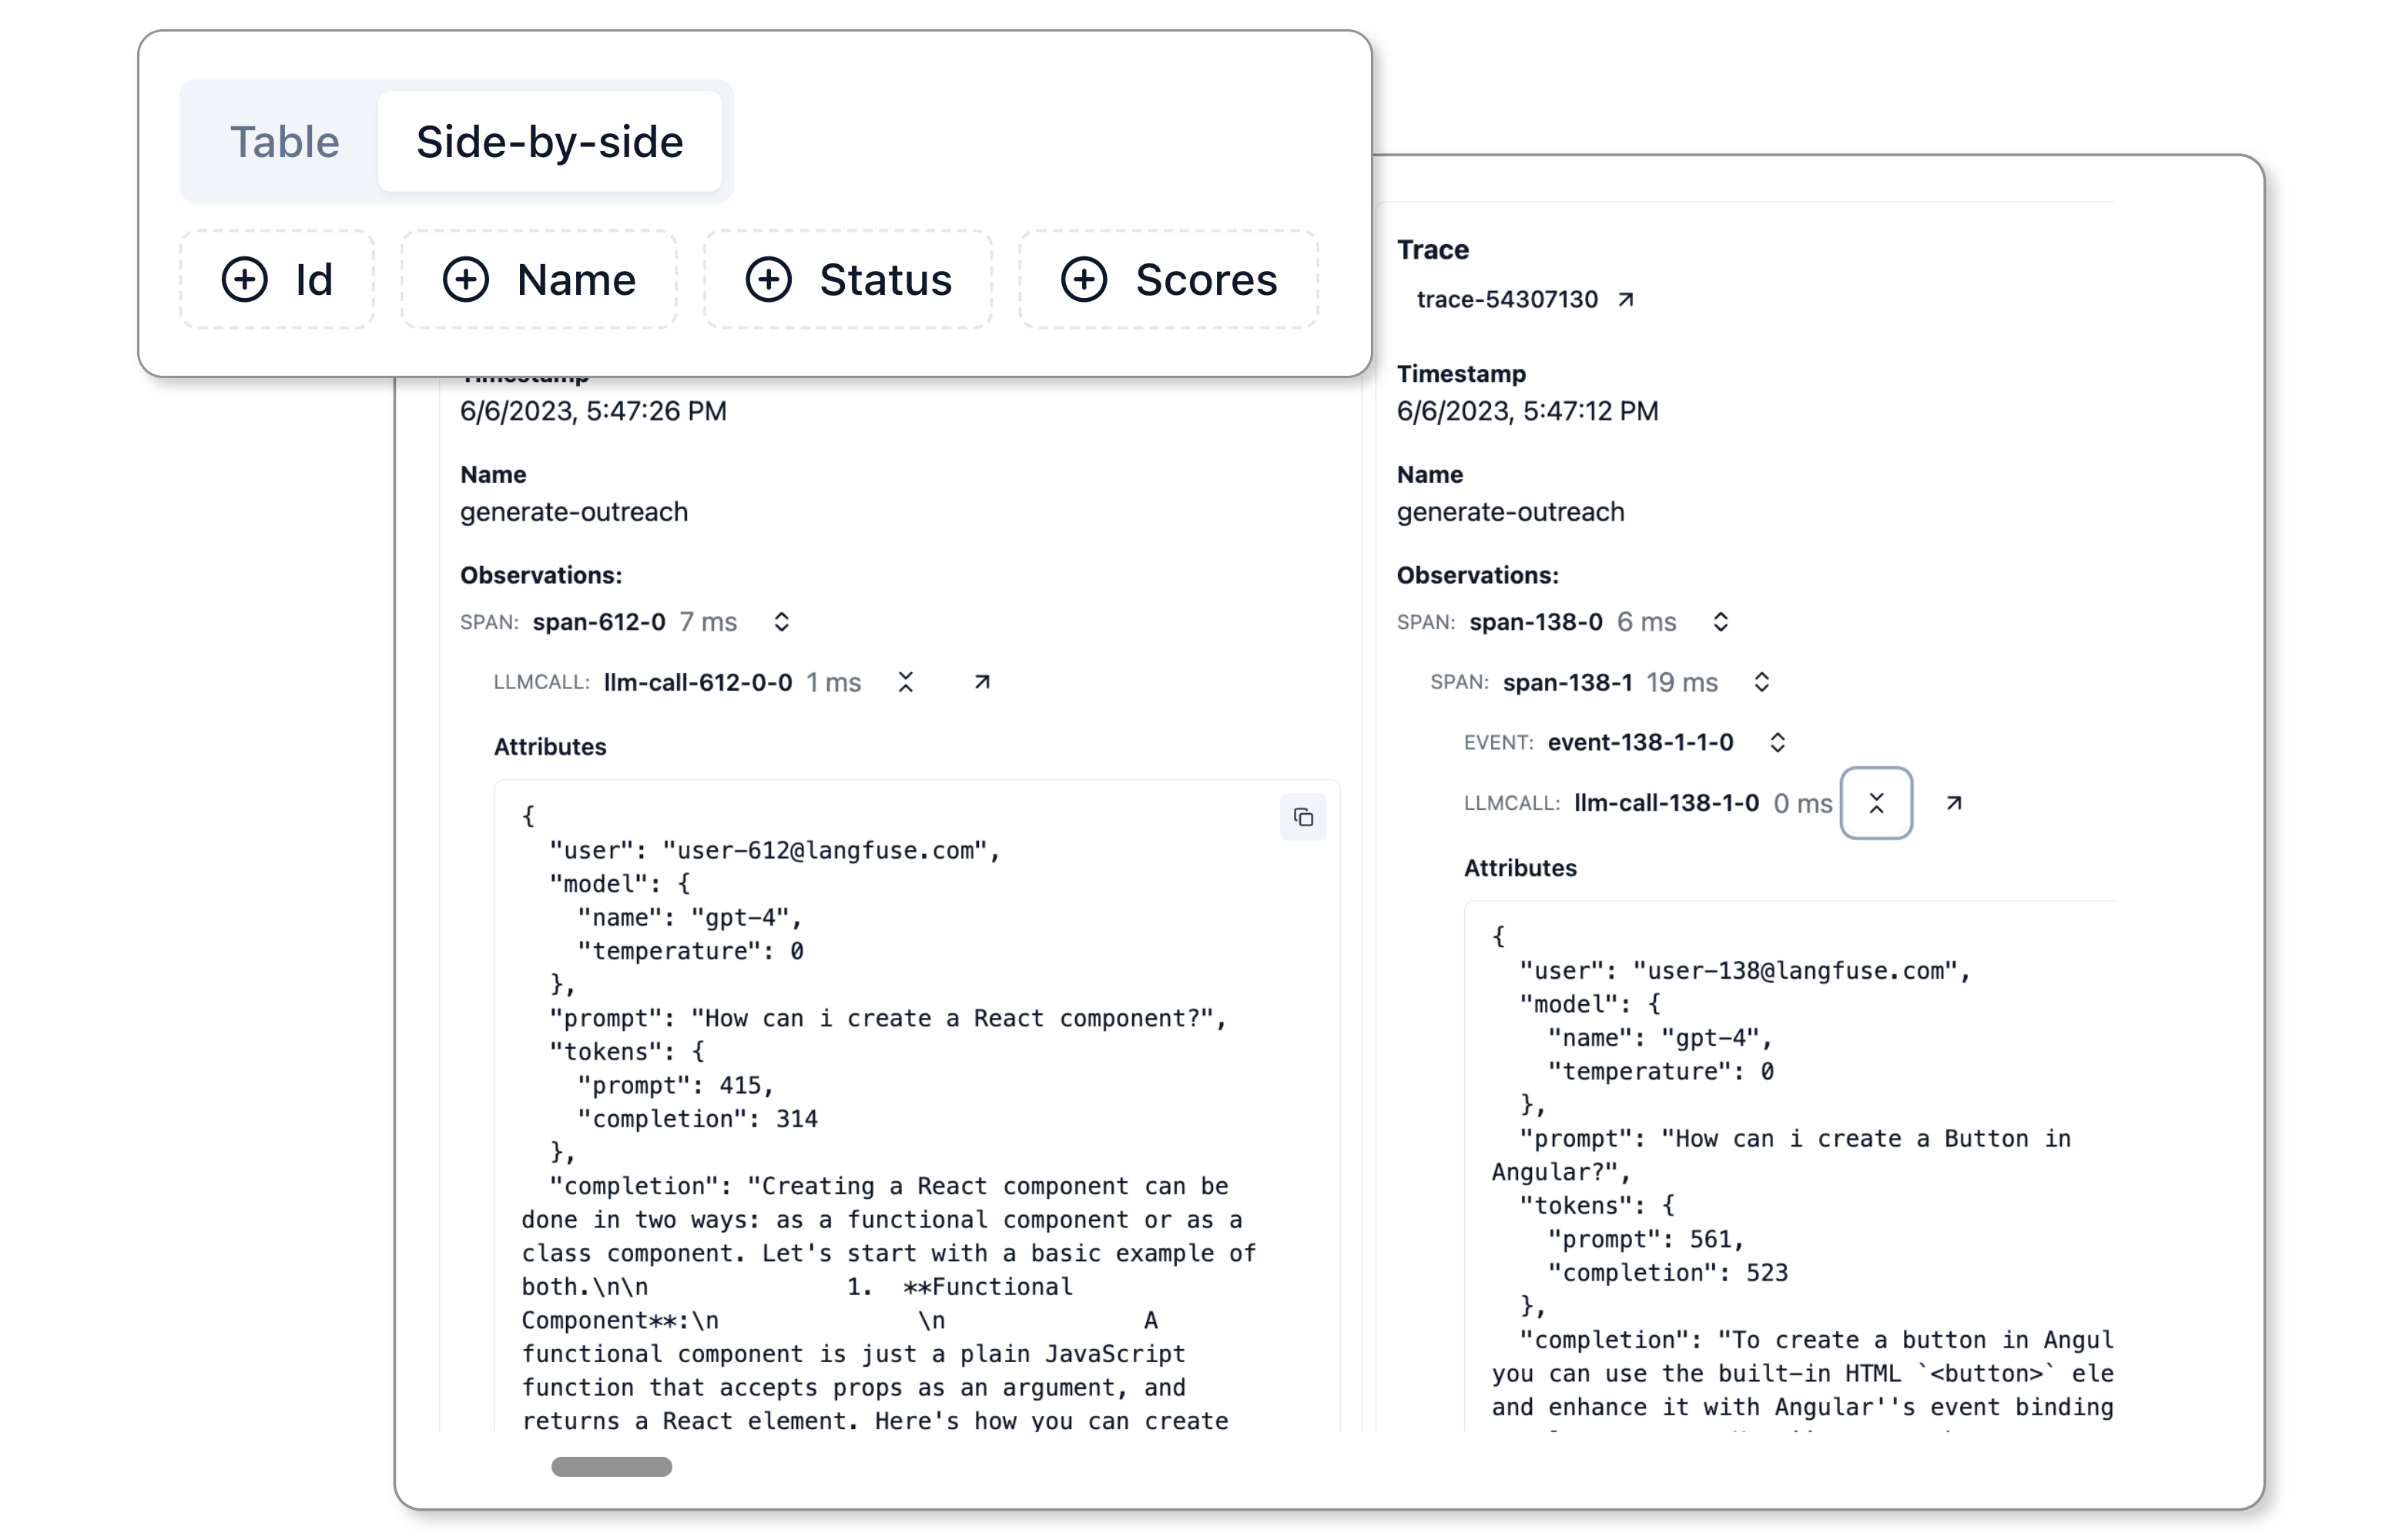 Table Side-by-side
Id Name Status Scores
Timestamp
6/6/2023, 5:47:26 PM
Name
generate-outreach
Observations:
SPAN: span-612-0 7 ms
LLMCALL: llm-call-612-0-0 1 ms
Attributes
{
"user": "user-612@langfuse.com",
"model": {
"name": "gpt-4",
"temperature": 0
},
"prompt": "How can i create a React component?",
"tokens": {
"prompt": 415,
"completion": 314
},
"completion": "Creating a React component can be
done in two ways: as a functional component or as a
class component. Let's start with a basic example of
both.\n\n 1. **Functional
Component**:\n \n A
functional component is just a plain JavaScript
function that accepts props as an argument, and
returns a React element. Here's how you can create
Trace
trace-54307130
Timestamp
6/6/2023, 5:47:12 PM
Name
generate-outreach
Observations:
SPAN: span-138-0 6 ms
SPAN: span-138-1 19 ms
EVENT: event-138-1-1-0
LLMCALL: llm-call-138-1-0 0 ms
Attributes
{
"user": "user-138@langfuse.com",
"model": {
"name": "gpt-4",
"temperature": 0
},
"prompt": "How can i create a Button in
Angular?",
"tokens": {
"prompt": 561,
"completion": 523
},
"completion": "To create a button in Angul
you can use the built-in HTML `<button>` ele
and enhance it with Angular''s event binding